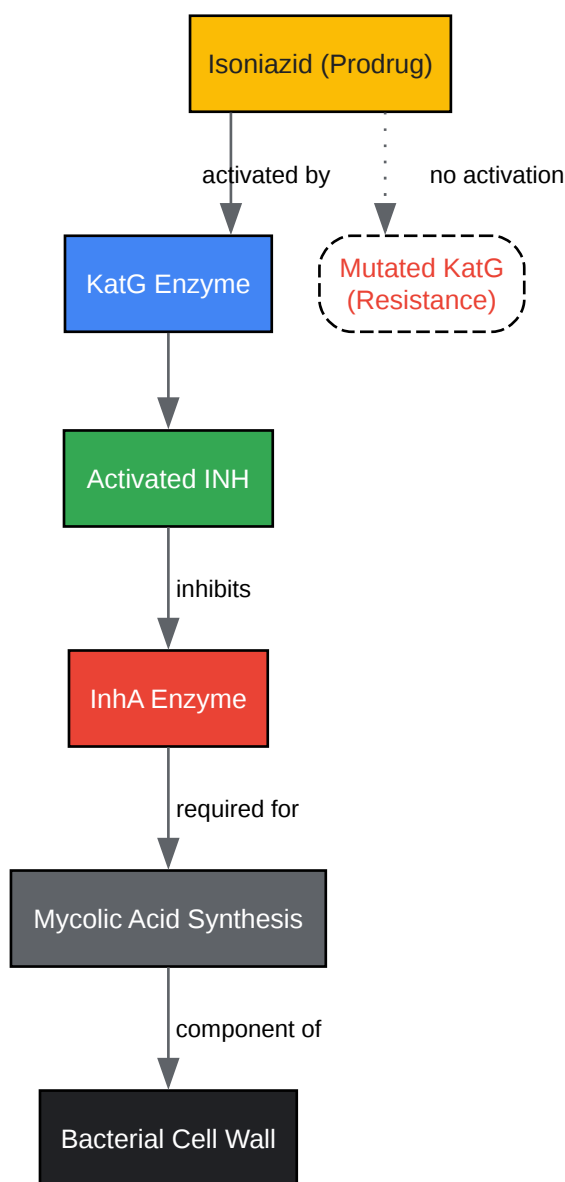 Isoniazid (Prodrug)
activated by
no activation
KatG Enzyme
Mutated KatG
(Resistance)
Activated INH
inhibits
InhA Enzyme
required for
Mycolic Acid Synthesis
component of
Bacterial Cell Wall